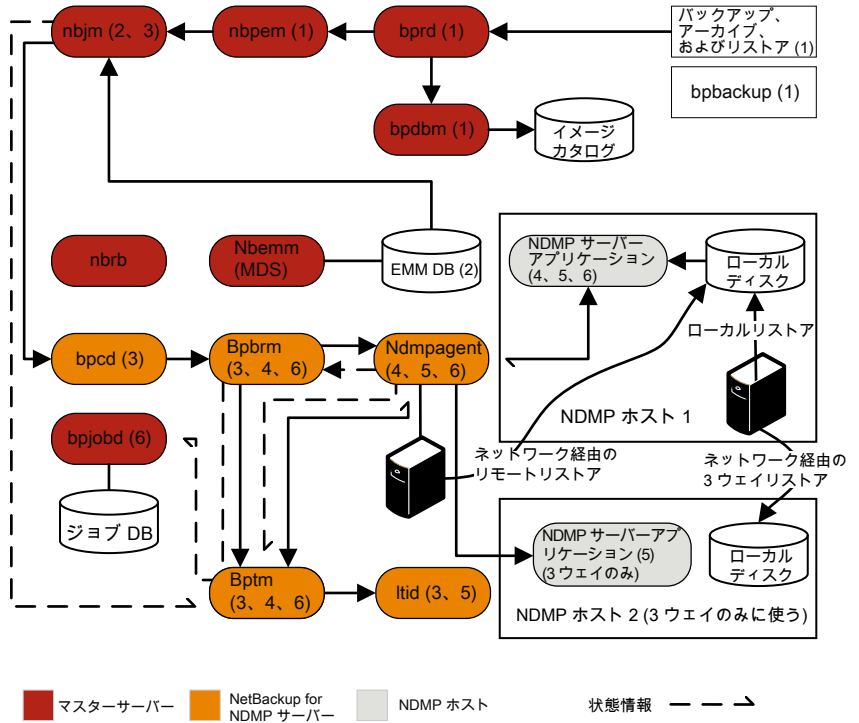 nbjm (2、3)
nbpem (1)
bprd (1)
バックアップ、
アーカイブ、
およびリストア (1)
bpbackup (1)
bpdbm (1)
イメージ
カタログ
nbrb
Nbemm
(MDS)
EMM DB (2)
NDMP サーバー
アプリケーション
(4、5、6)
ローカル
ディスク
ローカルリストア
NDMP ホスト 1
bpcd (3)
Bpbrm
(3、4、6)
Ndmpagent
(4、5、6)
bpjobd (6)
ジョブ DB
ネットワーク経由の
リモートリストア
ネットワーク経由の
3 ウェイリストア
NDMP サーバーアプ
リケーション (5)
(3 ウェイのみ)
ローカル
ディスク
NDMP ホスト 2 (3 ウェイのみに使う)
Bptm
(3、4、6)
ltid (3、5)
マスターサーバー
NetBackup for
NDMP サーバー
NDMP ホスト
状態情報